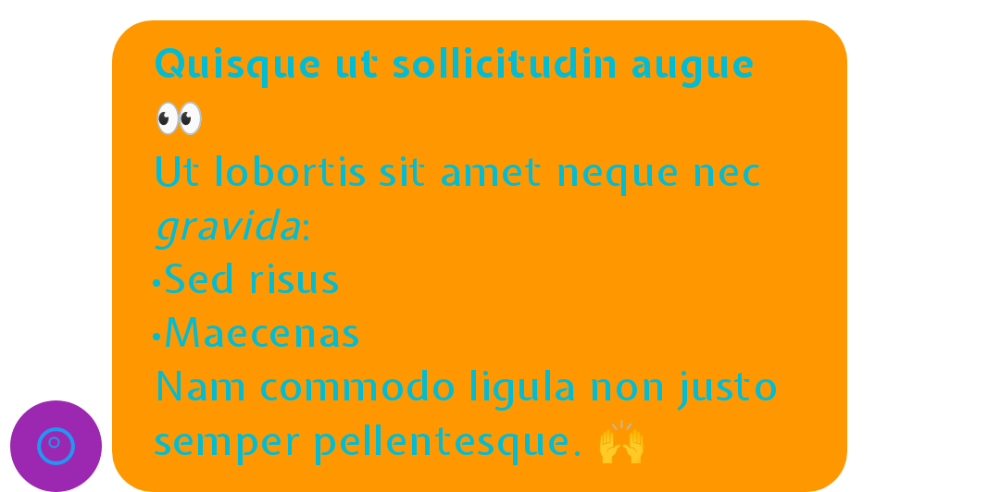 Quisque ut sollicitudin augue
👀
Ut lobortis sit amet neque nec
gravida:
•Sed risus
•Maecenas
Nam commodo ligula non justo
semper pellentesque. 🙌